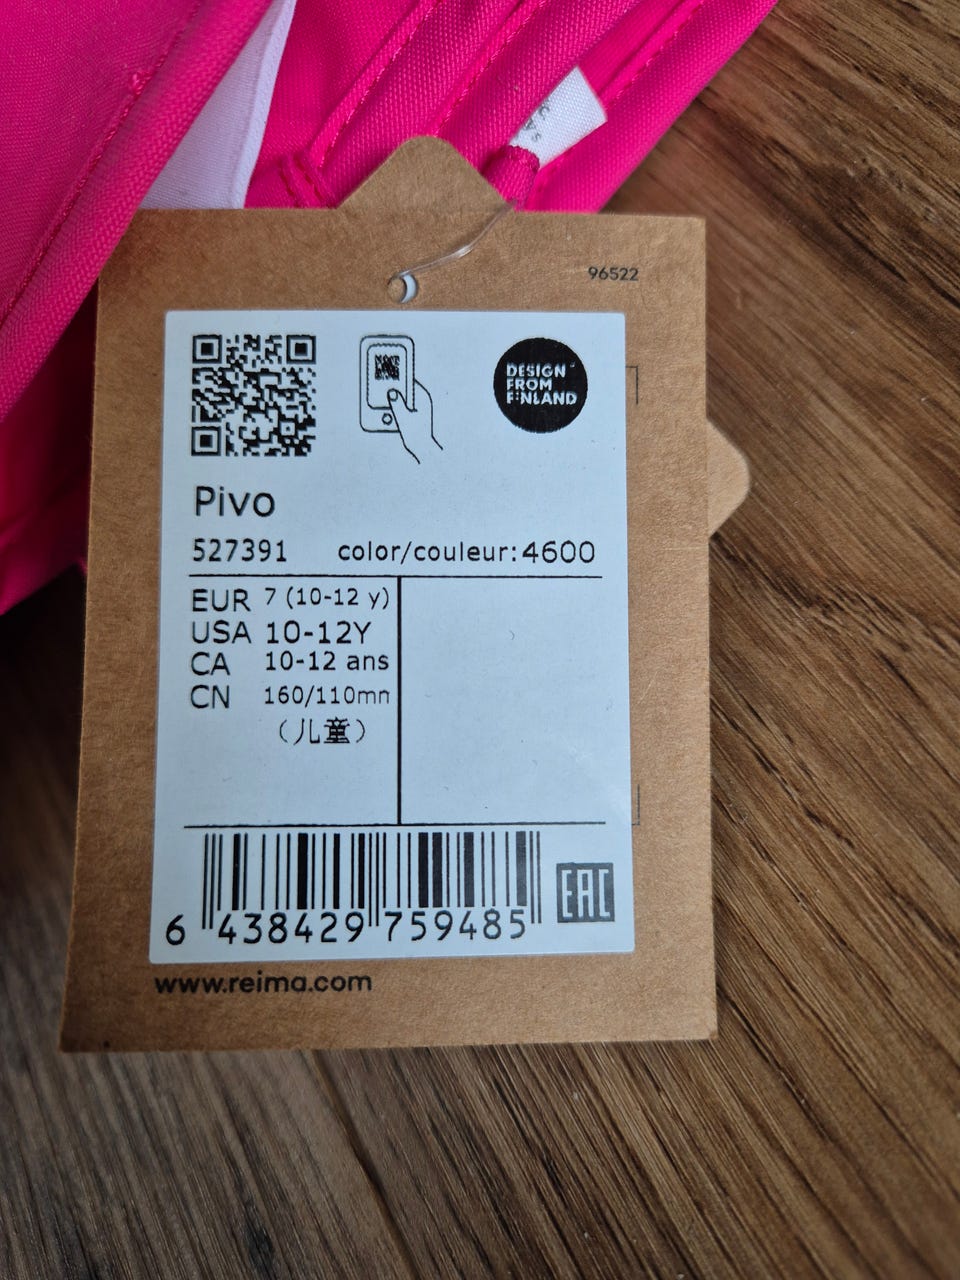 96522
DESIGN
FROM
FINLAND
Pivo
527391 color/couleur:4600
EUR 7 (10-12 y)
USA 10-12Y
CA 10-12 ans
CN 160/110mn
(儿童)
6 438429 759485
EAC
www.reima.com